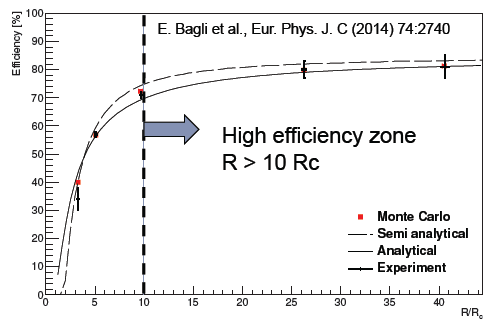 E. Bagli et al., Eur. Phys. J. C (2014) 74:2740
Efficiency [%]
100
90
80
70
60
50
40
30
20
10
0
High efficiency zone
R > 10 Rc
Monte Carlo
Semi analytical
Analytical
Experiment
0 5 10 15 20 25 30 35 40
R/Rc